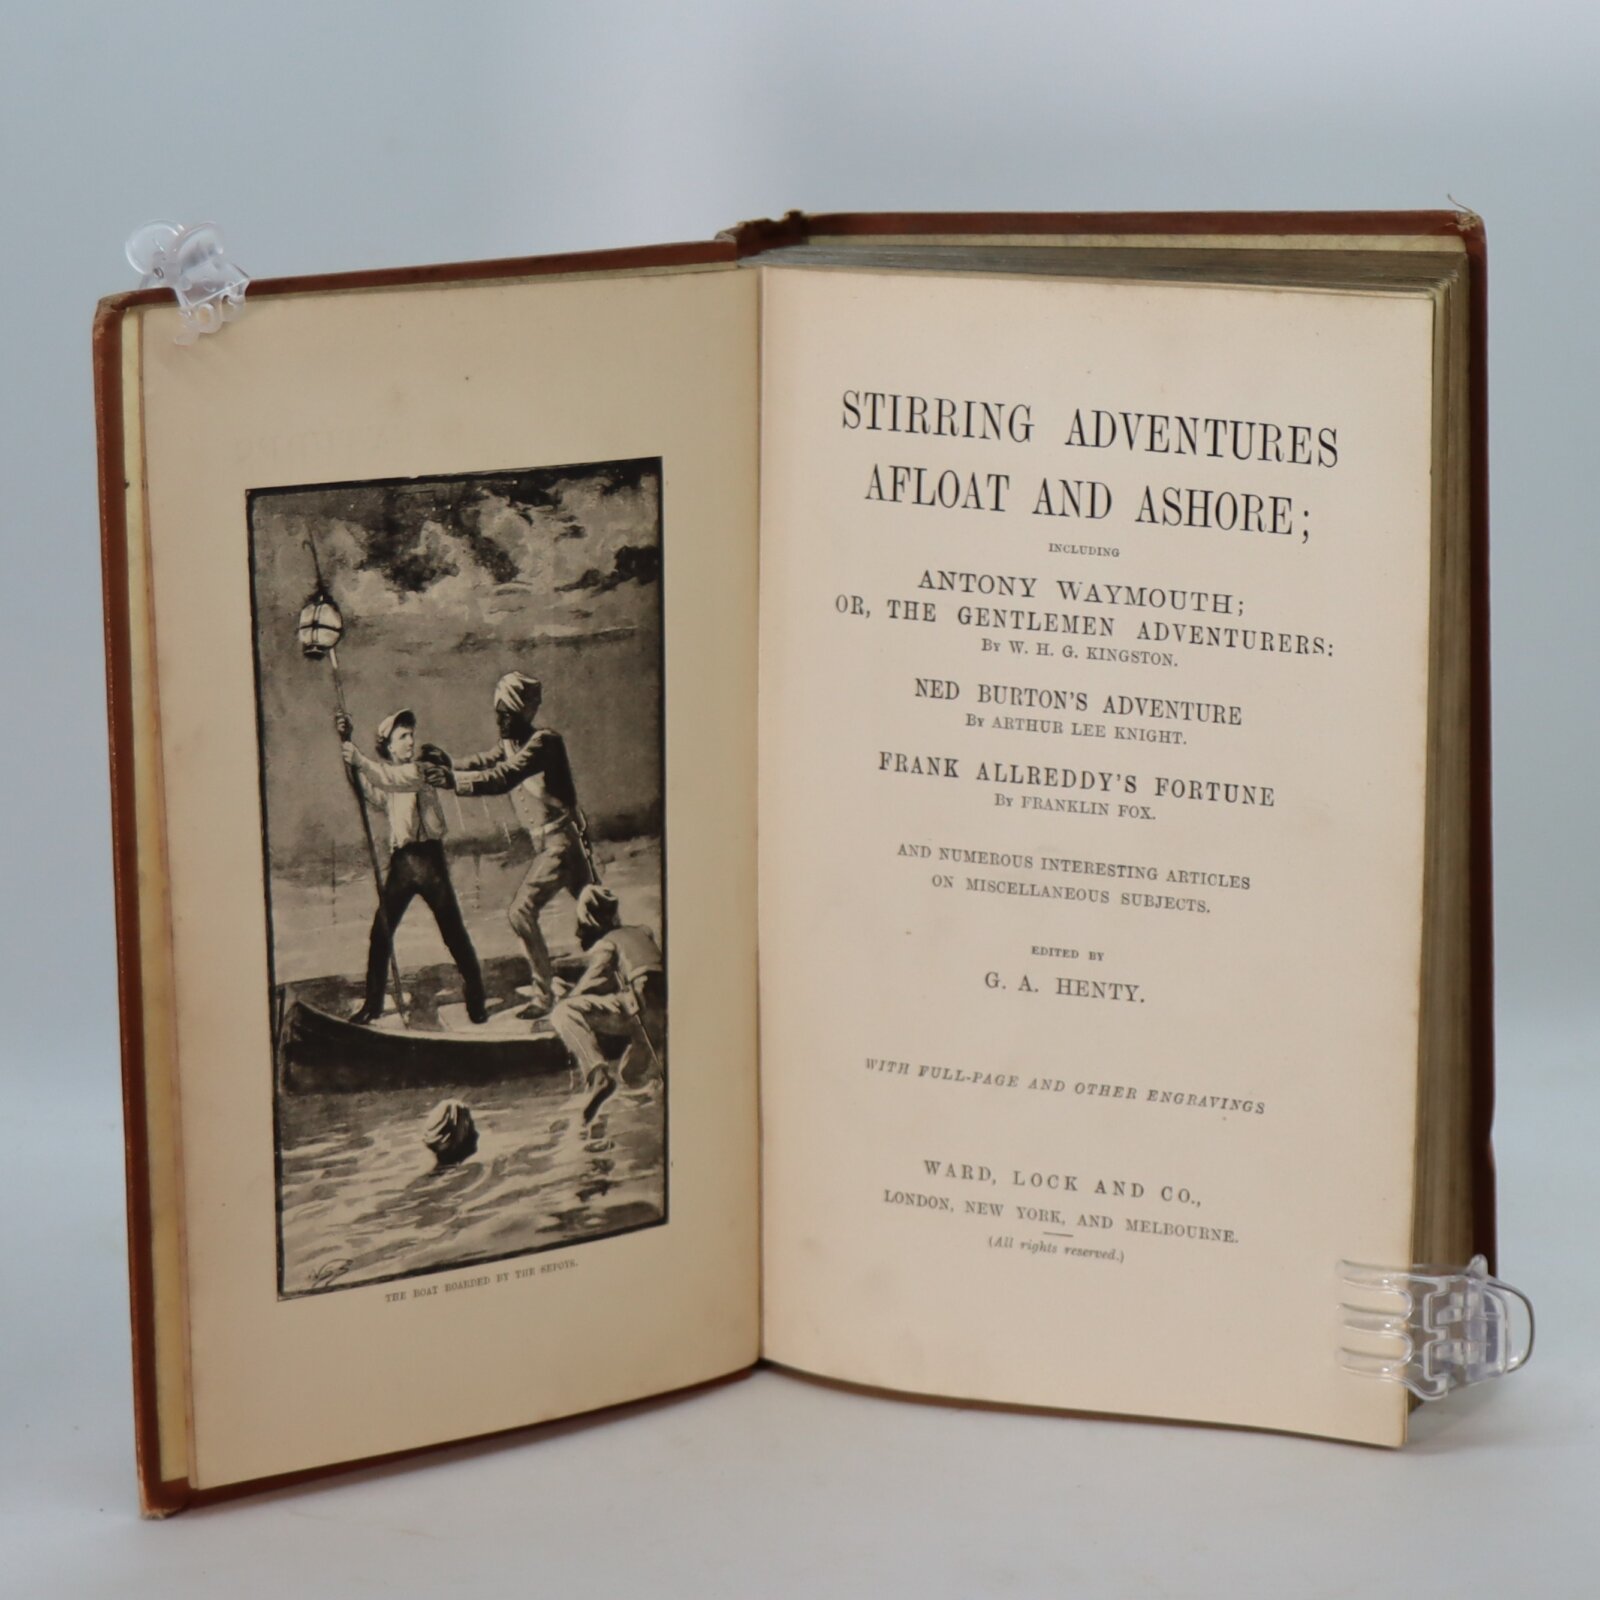 THE BOAT BOARDED BY THE SEPOYS.
STIRRING ADVENTURES
AFLOAT AND ASHORE;
INCLUDING
ANTONY WAYMOUTH;
OR, THE GENTLEMEN ADVENTURERS:
By W. H. G. KINGSTON.
NED BURTON'S ADVENTURE
By ARTHUR LEE KNIGHT.
FRANK ALLREDDY'S FORTUNE
By FRANKLIN FOX.
AND NUMEROUS INTERESTING ARTICLES
ON MISCELLANEOUS SUBJECTS.
EDITED BY
G. A. HENTY.
WITH FULL-PAGE AND OTHER ENGRAVINGS
WARD, LOCK AND CO.,
LONDON, NEW YORK, AND MELBOURNE.
(All rights reserved.)